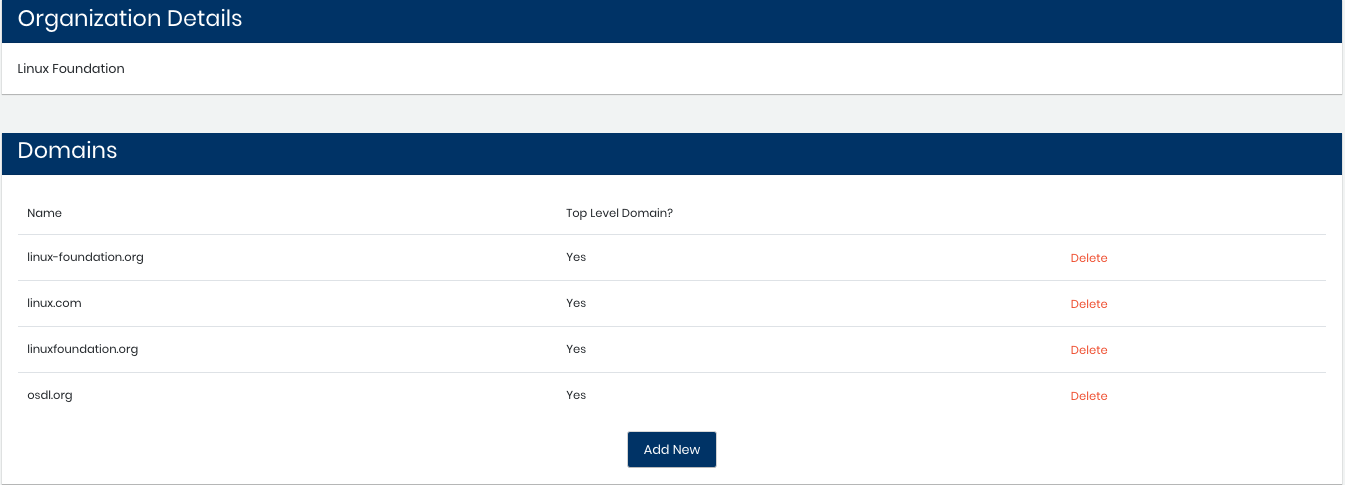 Organization Details
Linux Foundation
Domains
Name Top Level Domain?
linux-foundation.org Yes Delete
linux.com Yes Delete
linuxfoundation.org Yes Delete
osdl.org Yes Delete
Add New